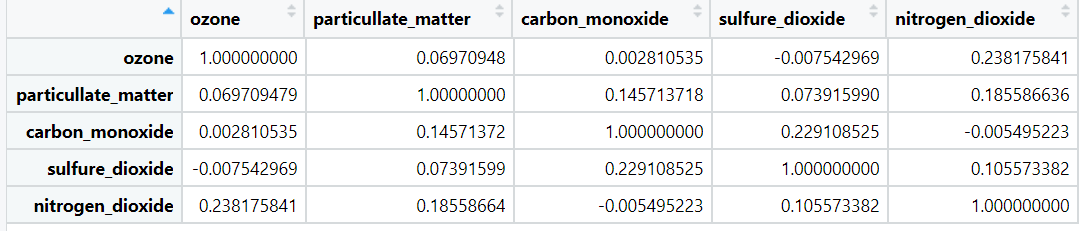 ozone particullate_matter carbon_monoxide sulfure_dioxide nitrogen_dioxide
ozone 1.000000000 0.06970948 0.002810535 -0.007542969 0.238175841
particullate_matter 0.069709479 1.00000000 0.145713718 0.073915990 0.185586636
carbon_monoxide 0.002810535 0.14571372 1.000000000 0.229108525 -0.005495223
sulfure_dioxide -0.007542969 0.07391599 0.229108525 1.000000000 0.105573382
nitrogen_dioxide 0.238175841 0.18558664 -0.005495223 0.105573382 1.000000000